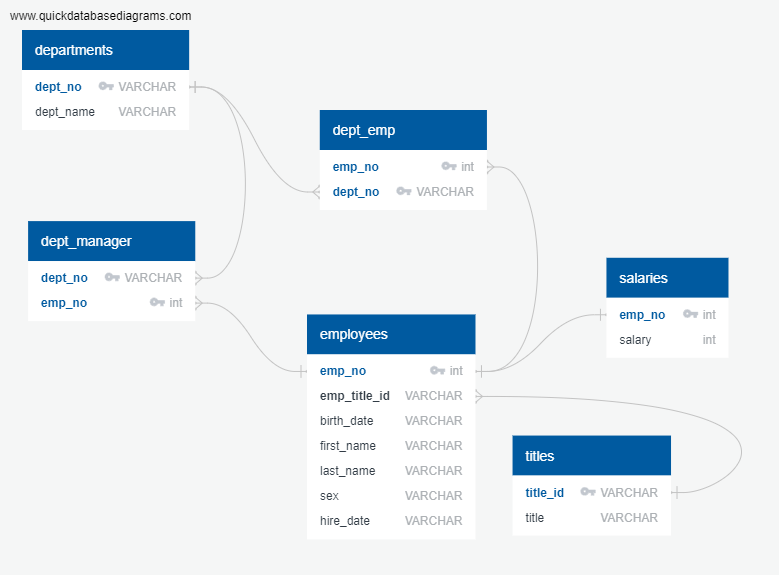 www.quickdatabasediagrams.com
departments
dept_no VARCHAR
dept_name VARCHAR
dept_emp
emp_no int
dept_no VARCHAR
dept_manager
dept_no VARCHAR
emp_no int
salaries
emp_no int
salary int
employees
emp_no int
emp_title_id VARCHAR
birth_date VARCHAR
first_name VARCHAR
last_name VARCHAR
sex VARCHAR
hire_date VARCHAR
titles
title_id VARCHAR
title VARCHAR